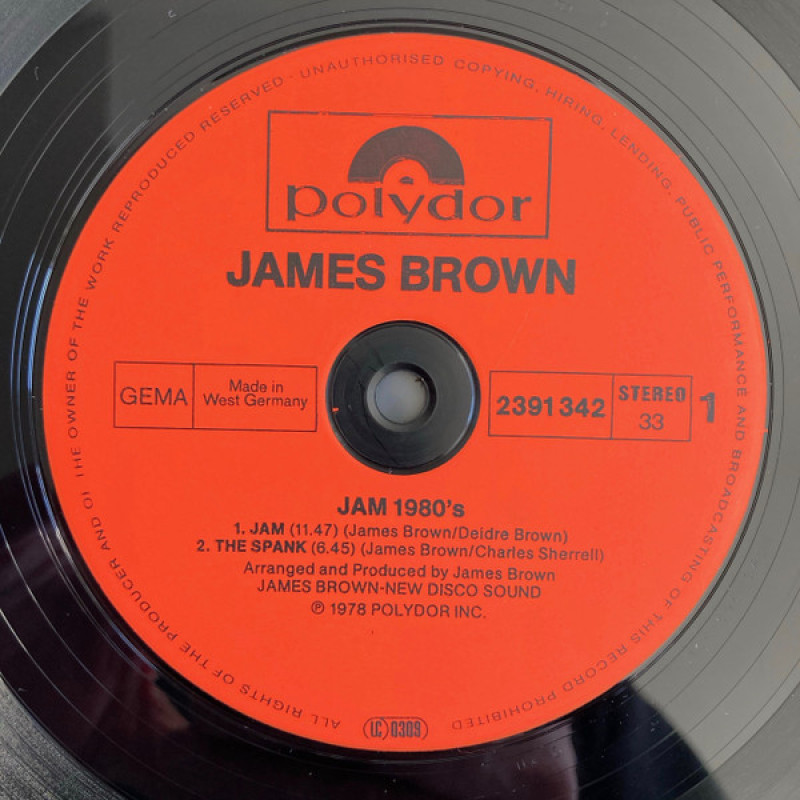 polydor
JAMES BROWN
GEMA
Made in
West Germany
2391 342
STEREO
33
1
JAM 1980's
1. JAM (11.47) (James Brown/Deidre Brown)
2. THE SPANK (6.45) (James Brown/Charles Sherrell)
Arranged and Produced by James Brown
JAMES BROWN-NEW DISCO SOUND
℗ 1978 POLYDOR INC.
ALL RIGHTS OF THE PRODUCER AND OF THE OWNER OF THE WORK REPRODUCED RESERVED · UNAUTHORISED COPYING, HIRING, LENDING, PUBLIC PERFORMANCE AND BROADCASTING OF THIS RECORD PROHIBITED
LC 0309